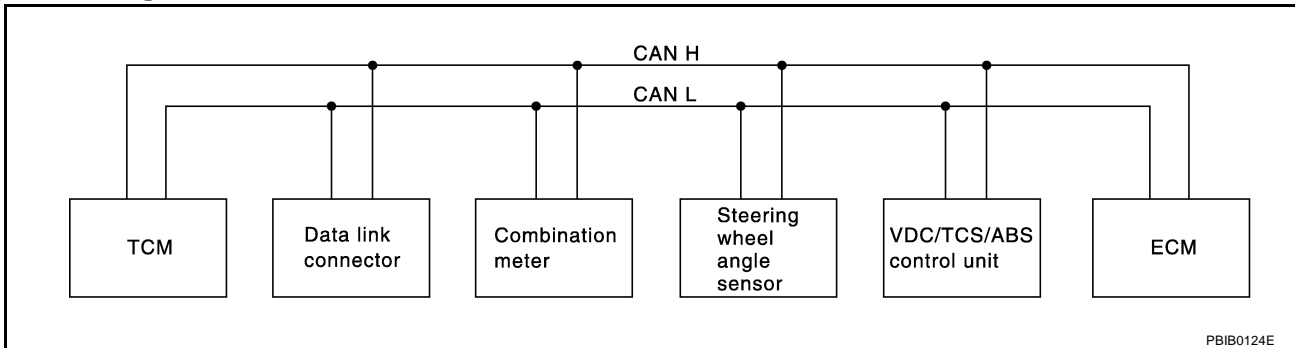 CAN H
CAN L
TCM
Data link
connector
Combination
meter
Steering
wheel
angle
sensor
VDC/TCS/ABS
control unit
ECM
PBIB0124E